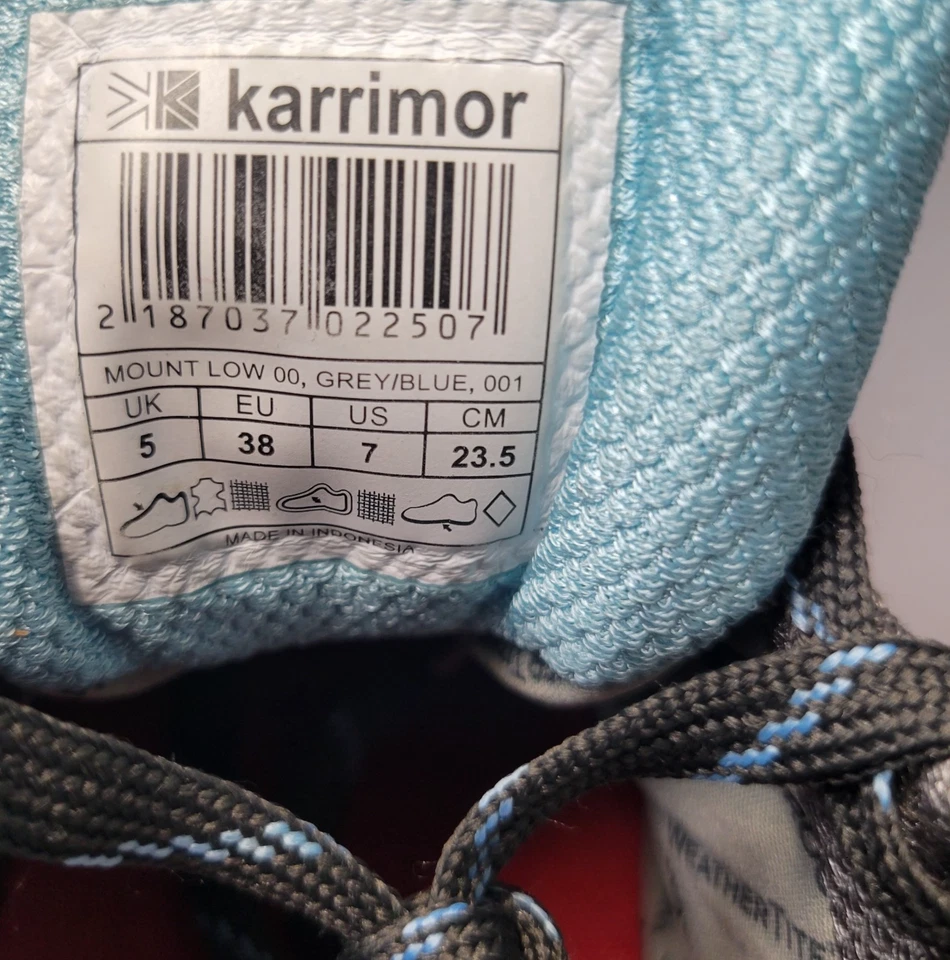 karrimor
2 187037 022507
MOUNT LOW 00, GREY/BLUE, 001
UK EU US CM
5 38 7 23.5
MADE IN INDONESIA
WEATHERTITE